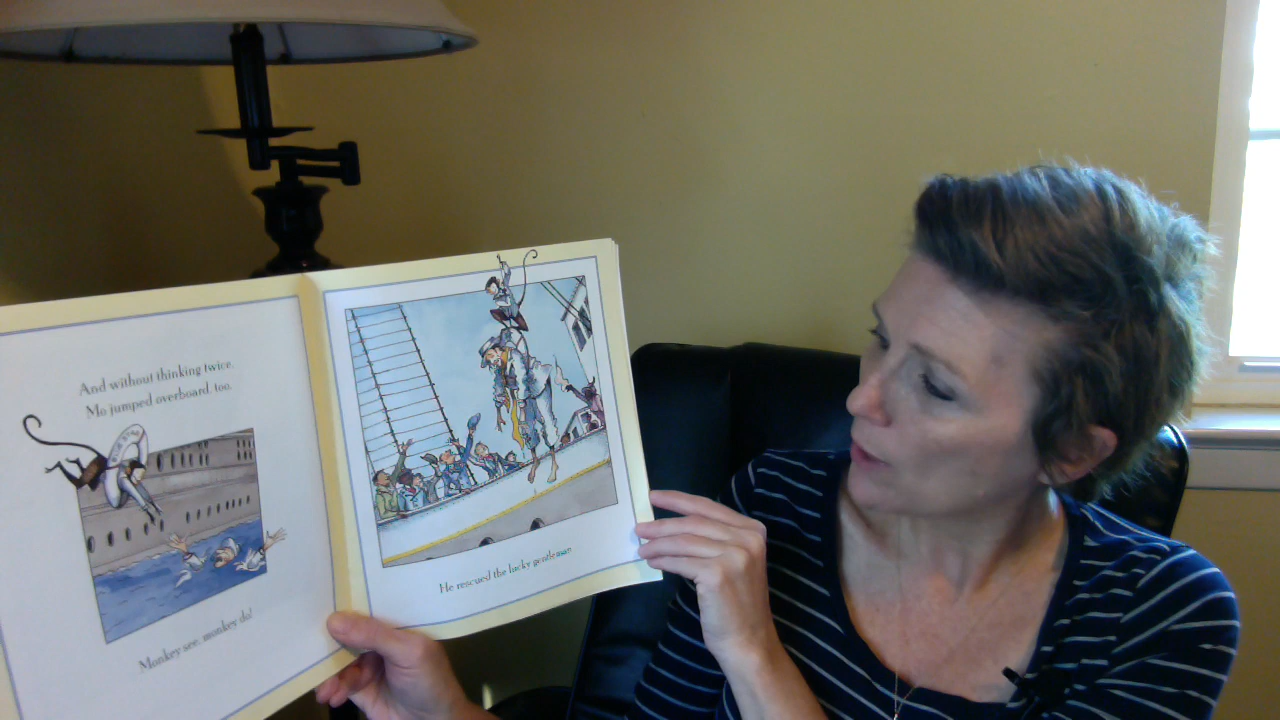 And without thinking twice,
Mo jumped overboard, too.
Monkey see, monkey do!
He rescued the lucky gentleman